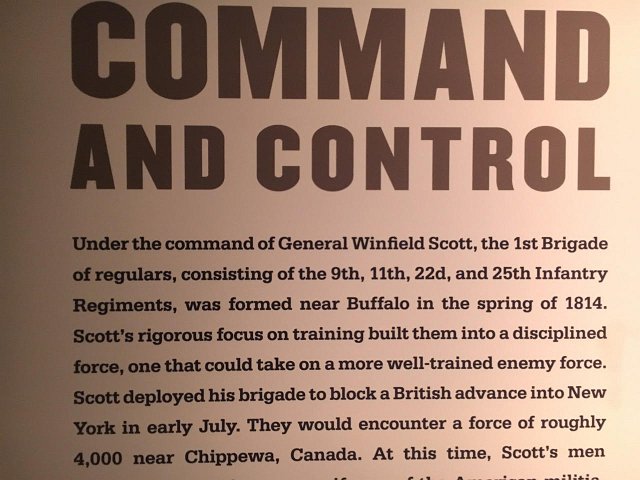 COMMAND
AND CONTROL
Under the command of General Winfield Scott, the 1st Brigade
of regulars, consisting of the 9th, 11th, 22d, and 25th Infantry
Regiments, was formed near Buffalo in the spring of 1814.
Scott's rigorous focus on training built them into a disciplined
force, one that could take on a more well-trained enemy force.
Scott deployed his brigade to block a British advance into New
York in early July. They would encounter a force of roughly
4,000 near Chippewa, Canada. At this time, Scott's men
of the American militia